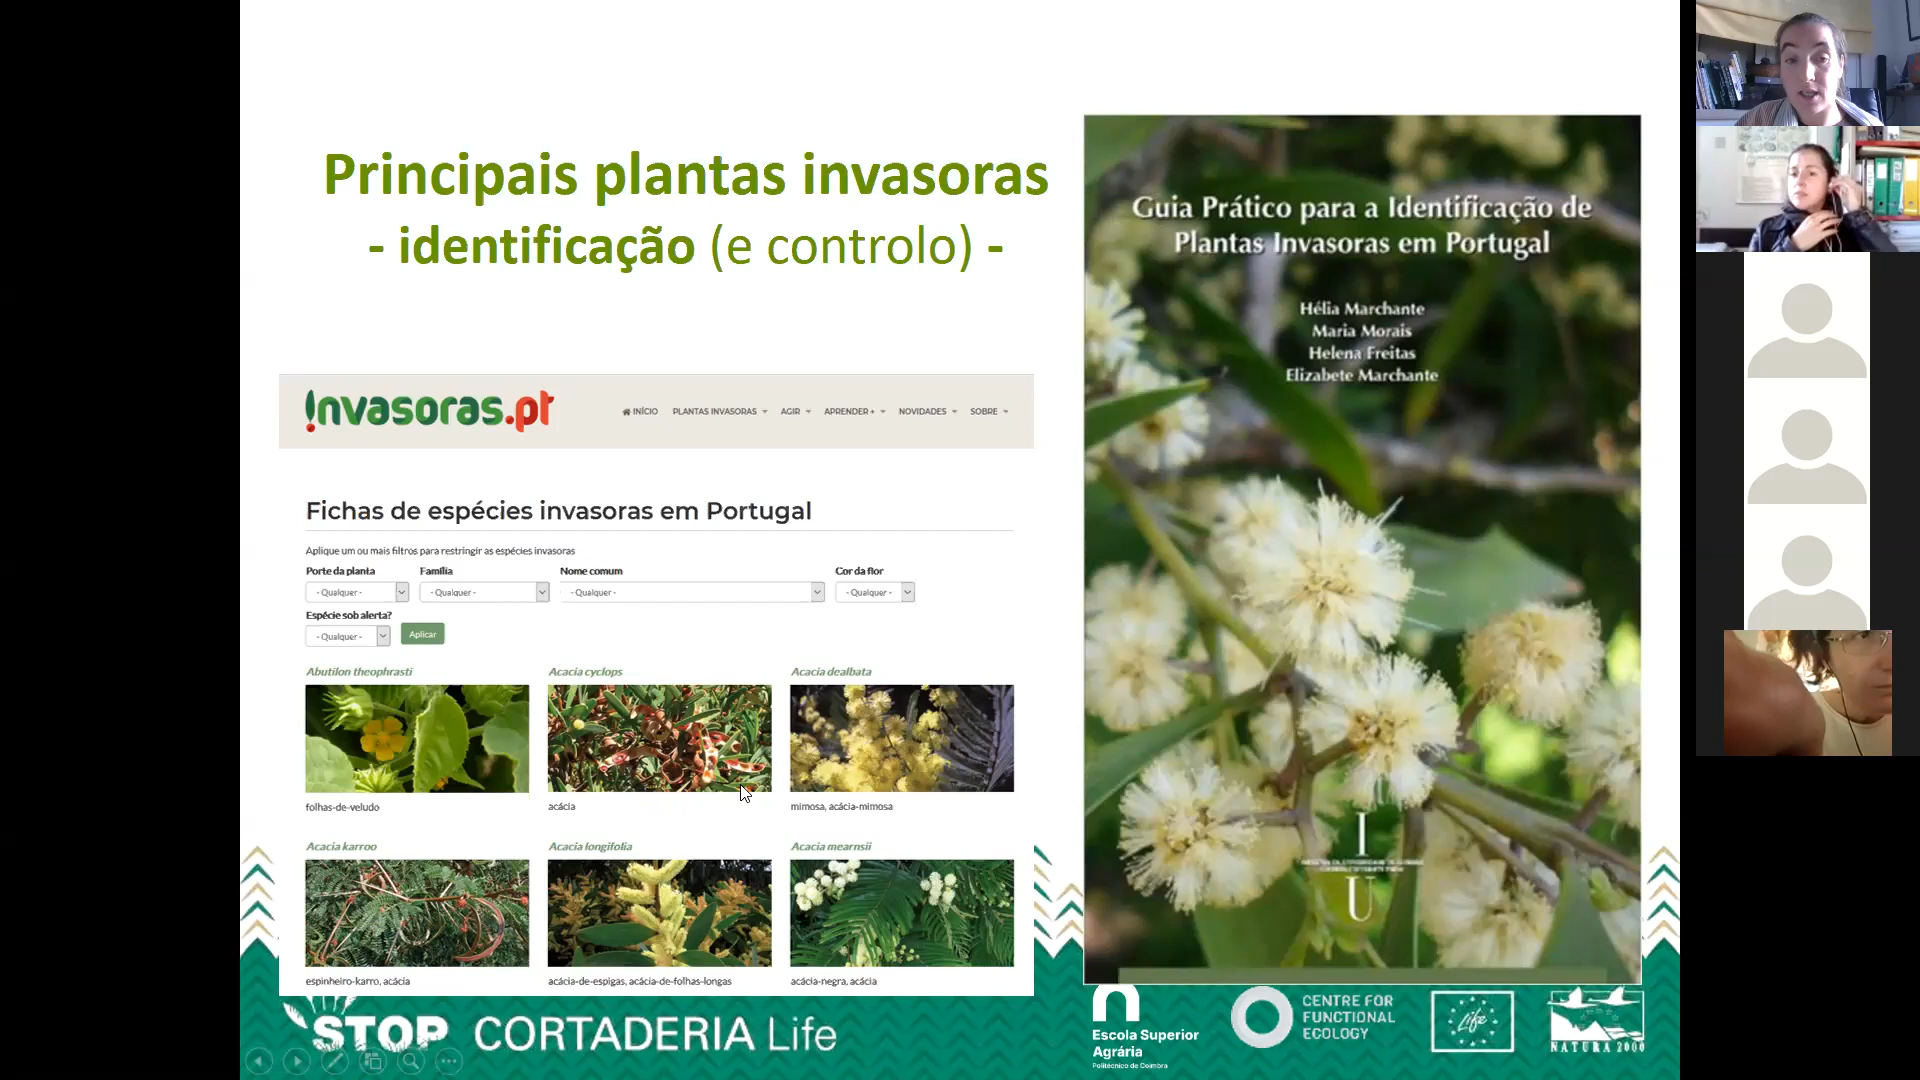 Principais plantas invasoras
- identificação (e controlo) -
invasoras.pt
INÍCIO
PLANTAS INVASORAS
AGIR
APRENDER +
NOVIDADES
SOBRE
Fichas de espécies invasoras em Portugal
Aplique um ou mais filtros para restringir as espécies invasoras
Porte da planta
Família
Nome comum
Cor da flor
- Qualquer -
- Qualquer -
- Qualquer -
- Qualquer -
Espécie sob alerta?
- Qualquer -
Aplicar
Abutilon theophrasti
Acacia cyclops
Acacia dealbata
folhas-de-veludo
acácia
mimosa, acácia-mimosa
Acacia karroo
Acacia longifolia
Acacia mearnsii
espinheiro-karro, acácia
acácia-de-espigas, acácia-de-folhas-longas
acácia-negra, acácia
Guia Prático para a Identificação de
Plantas Invasoras em Portugal
Hélia Marchante
Maria Morais
Helena Freitas
Elizabete Marchante
I
U
STOP CORTADERIA Life
Escola Superior
Agrária
Politécnico de Coimbra
CENTRE FOR
FUNCTIONAL
ECOLOGY
Life
NATURA 2000